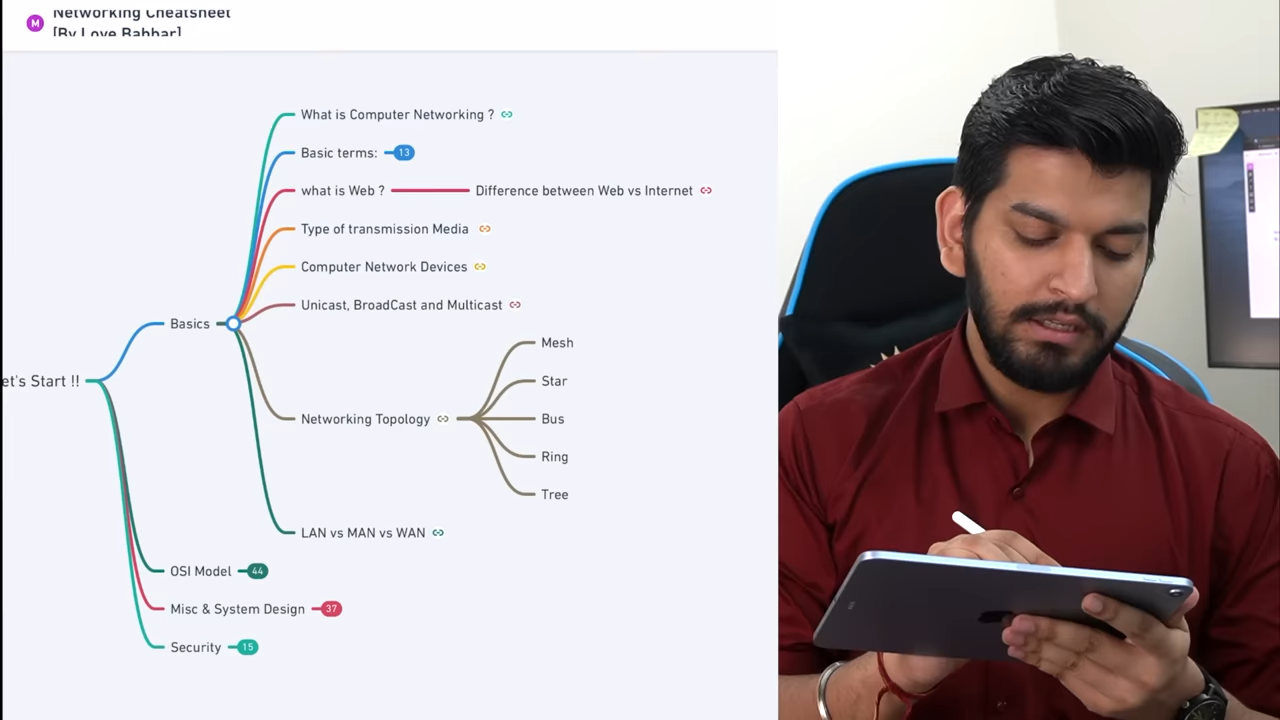 M
Networking Cheatsheet
[By Love Babbar]
What is Computer Networking ?
Basic terms: 13
what is Web ? Difference between Web vs Internet
Type of transmission Media
Computer Network Devices
Unicast, BroadCast and Multicast
Mesh
Star
Basics
et's Start !!
Networking Topology
Bus
Ring
Tree
LAN vs MAN vs WAN
OSI Model 44
Misc & System Design 37
Security 15